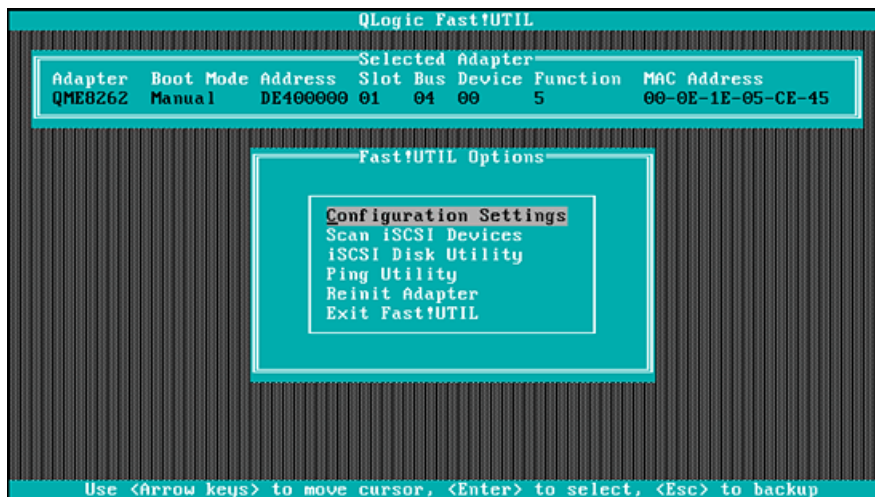 QLogic Fast!UTIL
Selected Adapter
Adapter Boot Mode Address Slot Bus Device Function MAC Address
QME8262 Manual DE400000 01 04 00 5 00-0E-1E-05-CE-45
Fast!UTIL Options
Configuration Settings
Scan iSCSI Devices
iSCSI Disk Utility
Ping Utility
Reinit Adapter
Exit Fast!UTIL
Use <Arrow keys> to move cursor, <Enter> to select, <Esc> to backup